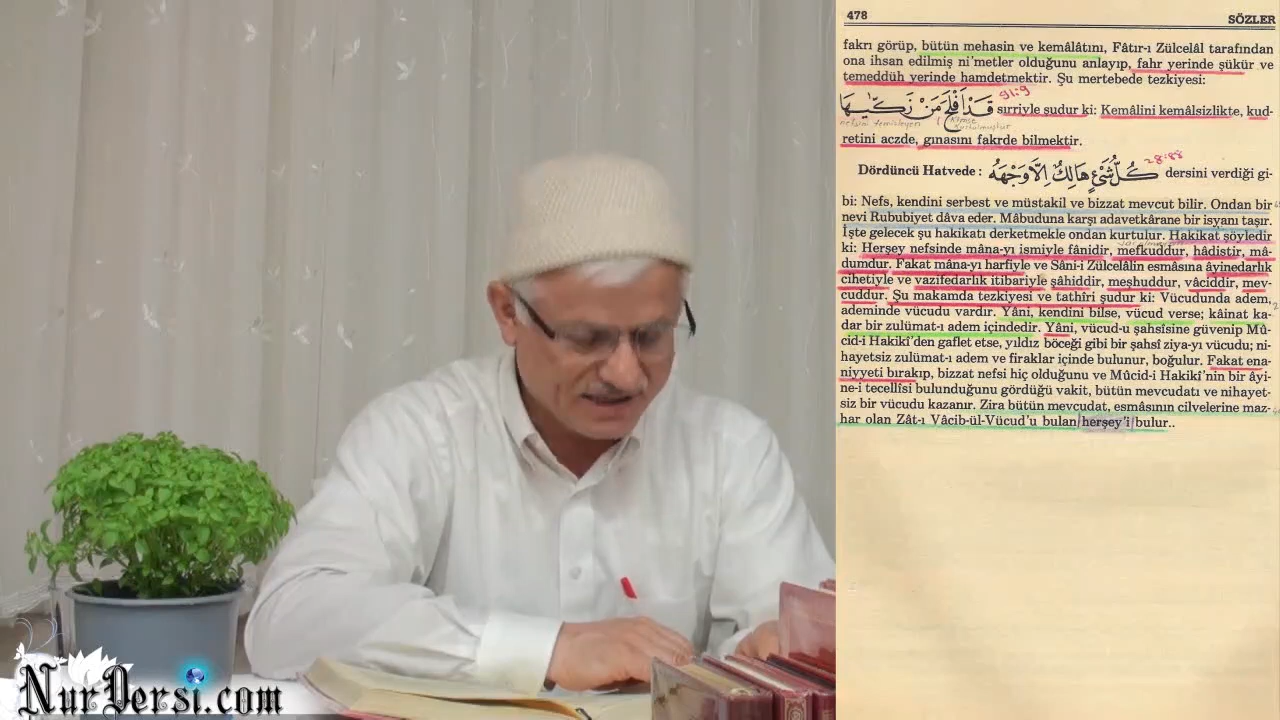 478
SÖZLER
fakrı görüp, bütün mehasin ve kemâlâtını, Fâtır-ı Zülcelâl tarafından
ona ihsan edilmiş ni'metler olduğunu anlayıp, fahr yerinde şükür ve
temeddüh yerinde hamdetmektir. Şu mertebede tezkiyesi:
91:9
قَدْ اَفْلَحَ مَنْ زَكّٰيهَا sırriyle şudur ki: Kemâlini kemâlsizlikte, kud-
nefsini temizleyen kimse kurtulmuştur
retini aczde, gınasını fakrde bilmektir.
28:88
Dördüncü Hatvede: كُلُّ شَیْءٍ هَالِكٌ اِلَّا وَجْهَهُ dersini verdiği gi-
bi: Nefs, kendini serbest ve müstakil ve bizzat mevcut bilir. Ondan bir
nevi Rububiyet dâva eder. Mâbuduna karşı adavetkârane bir isyanı taşır.
İşte gelecek şu hakikatı derketmekle ondan kurtulur. Hakikat şöyledir
ki: Herşey nefsinde mâna-yı ismiyle fânidir, mefkuddur, hâdistir, mâ-
dumdur. Fakat mâna-yı harfiyle ve Sâni-i Zülcelâlin esmasına âyinedarlık
cihetiyle ve vazifedarlık itibariyle şâhiddir, meşhuddur, vâciddir, mev-
cuddur. Şu makamda tezkiyesi ve tathîri şudur ki: Vücudunda adem,
ademinde vücudu vardır. Yâni, kendini bilse, vücud verse; kâinat ka-
dar bir zulümat-ı adem içindedir. Yâni, vücud-u şahsîsine güvenip Mû-
cid-i Hakikî'den gaflet etse, yıldız böceği gibi bir şahsî ziya-yı vücudu; ni-
hayetsiz zulümat-ı adem ve firaklar içinde bulunur, boğulur. Fakat ena-
niyyeti bırakıp, bizzat nefsi hiç olduğunu ve Mûcid-i Hakikî'nin bir âyi-
ne-i tecellîsi bulunduğunu gördüğü vakit, bütün mevcudatı ve nihayet-
siz bir vücudu kazanır. Zira bütün mevcudat, esmâsının cilvelerine maz-
har olan Zât-ı Vâcib-ül-Vücud'u bulan herşey'i bulur..
NurDersi.com